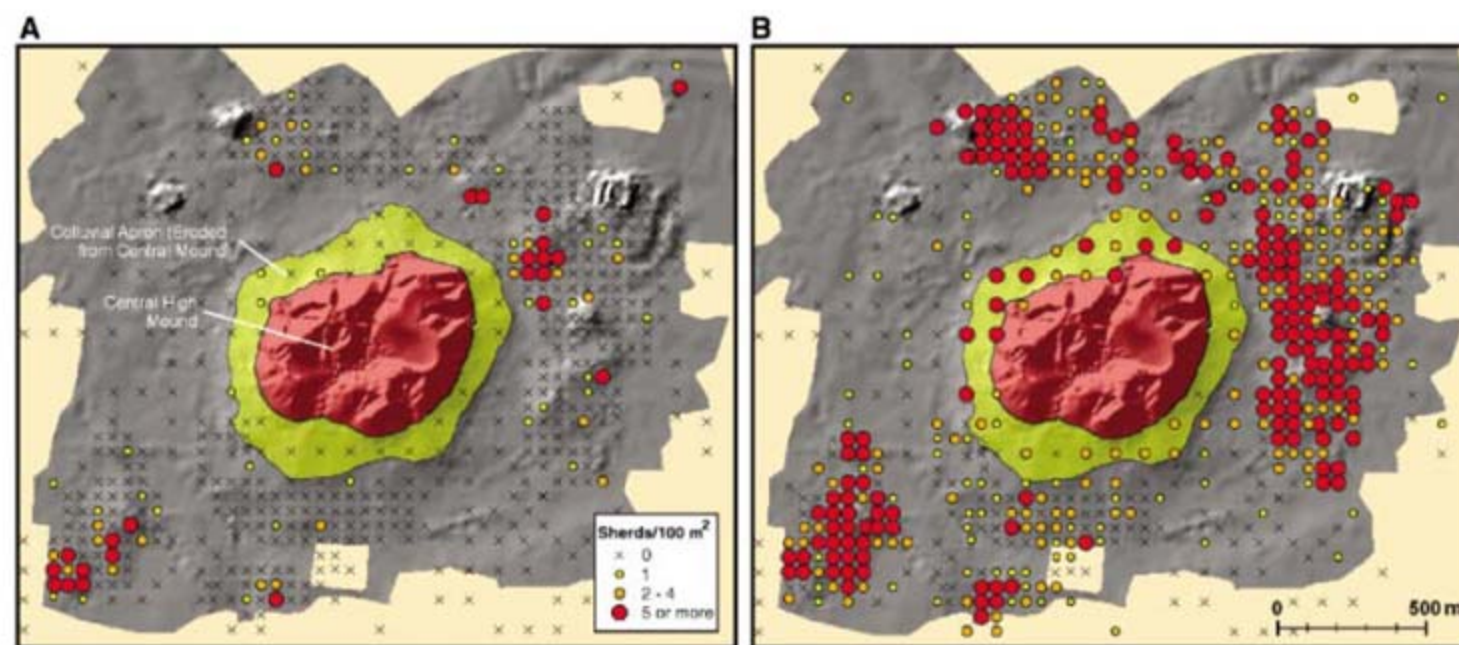 A
B
Colluvial Apron (Eroded
from Central Mound)
Central High
Mound
Sherds/100 m²
0
1
2 - 4
5 or more
0
500 m